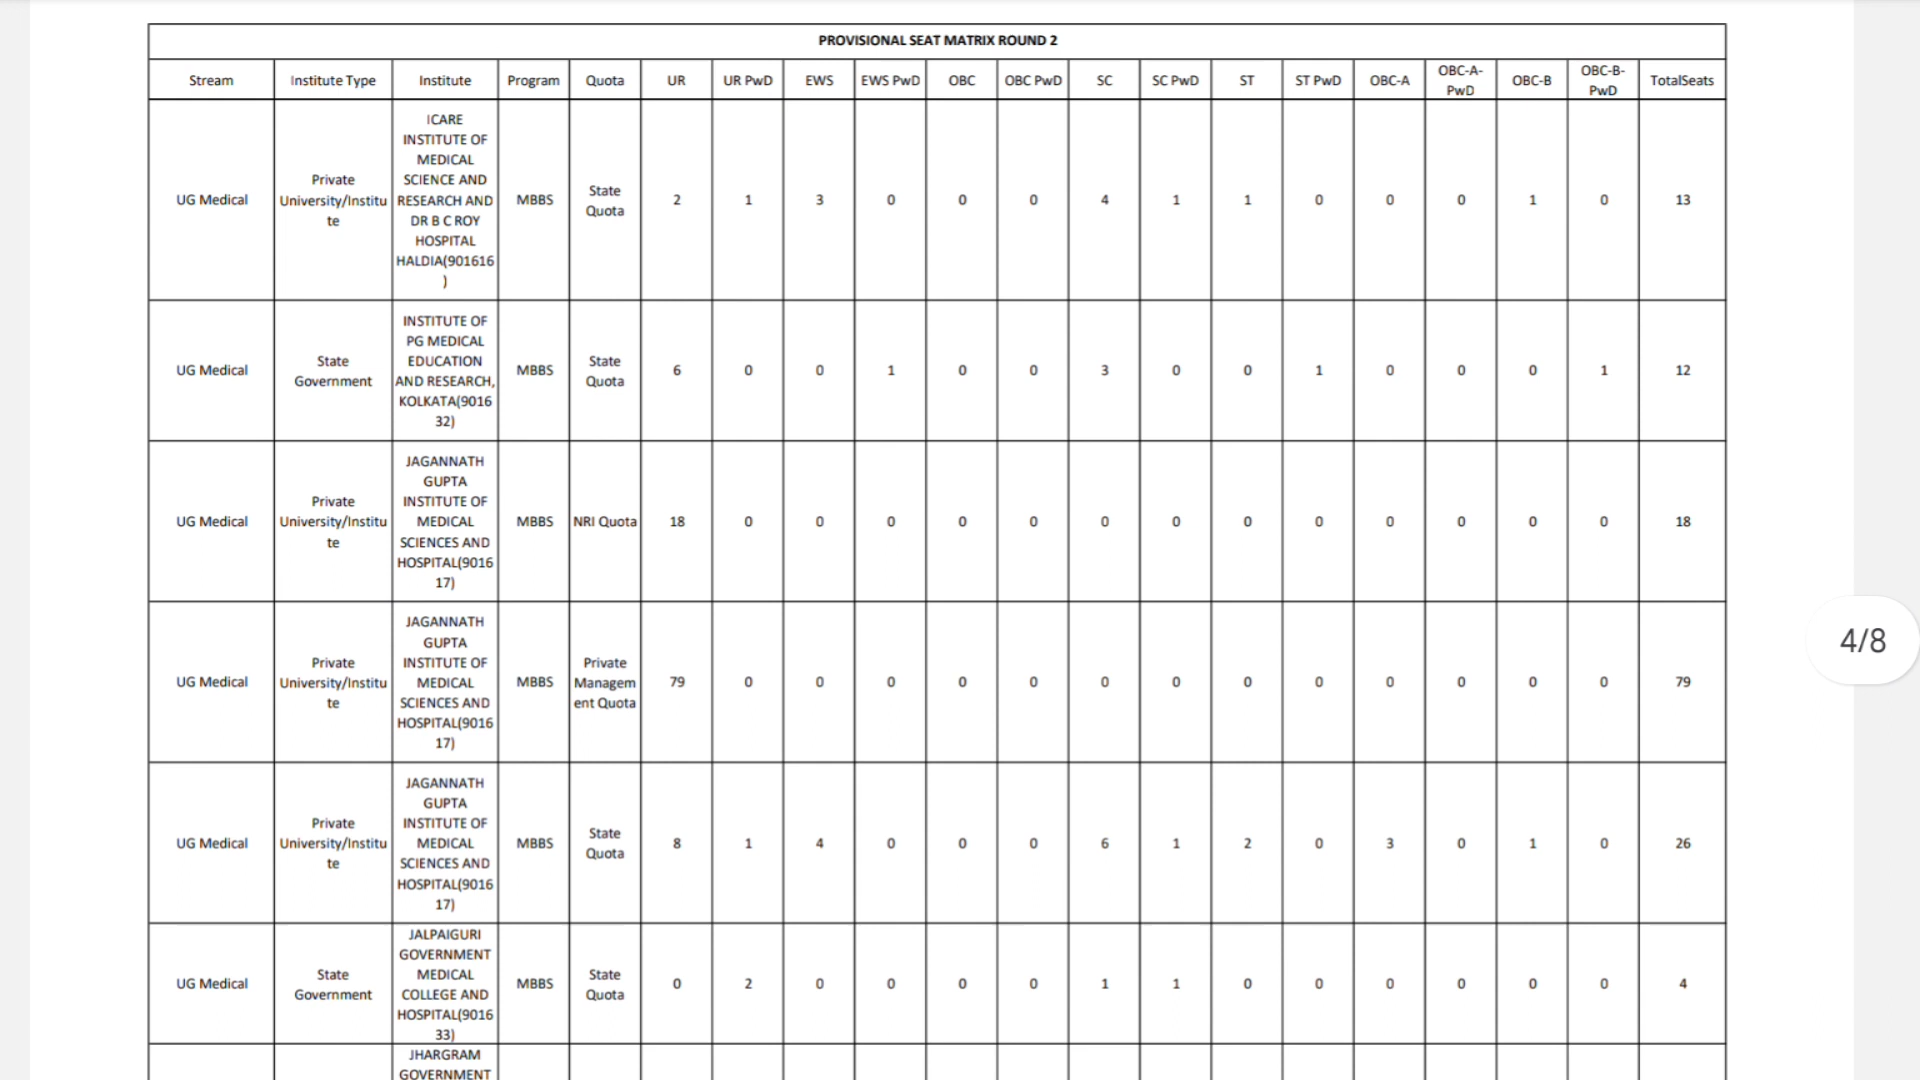 PROVISIONAL SEAT MATRIX ROUND 2
Stream Institute Type Institute Program Quota UR UR PwD EWS EWS PwD OBC OBC PwD SC SC PwD ST ST PwD OBC-A OBC-A-PwD OBC-B OBC-B-PwD TotalSeats
UG Medical Private University/Institute ICARE INSTITUTE OF MEDICAL SCIENCE AND RESEARCH AND DR B C ROY HOSPITAL HALDIA(901616) MBBS State Quota 2 1 3 0 0 0 4 1 1 0 0 0 1 0 13
UG Medical State Government INSTITUTE OF PG MEDICAL EDUCATION AND RESEARCH, KOLKATA(901632) MBBS State Quota 6 0 0 1 0 0 3 0 0 1 0 0 0 1 12
UG Medical Private University/Institute JAGANNATH GUPTA INSTITUTE OF MEDICAL SCIENCES AND HOSPITAL(901617) MBBS NRI Quota 18 0 0 0 0 0 0 0 0 0 0 0 0 0 18
UG Medical Private University/Institute JAGANNATH GUPTA INSTITUTE OF MEDICAL SCIENCES AND HOSPITAL(901617) MBBS Private Management Quota 79 0 0 0 0 0 0 0 0 0 0 0 0 0 79
UG Medical Private University/Institute JAGANNATH GUPTA INSTITUTE OF MEDICAL SCIENCES AND HOSPITAL(901617) MBBS State Quota 8 1 4 0 0 0 6 1 2 0 3 0 1 0 26
UG Medical State Government JALPAIGURI GOVERNMENT MEDICAL COLLEGE AND HOSPITAL(901633) MBBS State Quota 0 2 0 0 0 0 1 1 0 0 0 0 0 0 4
JHARGRAM GOVERNMENT
4/8